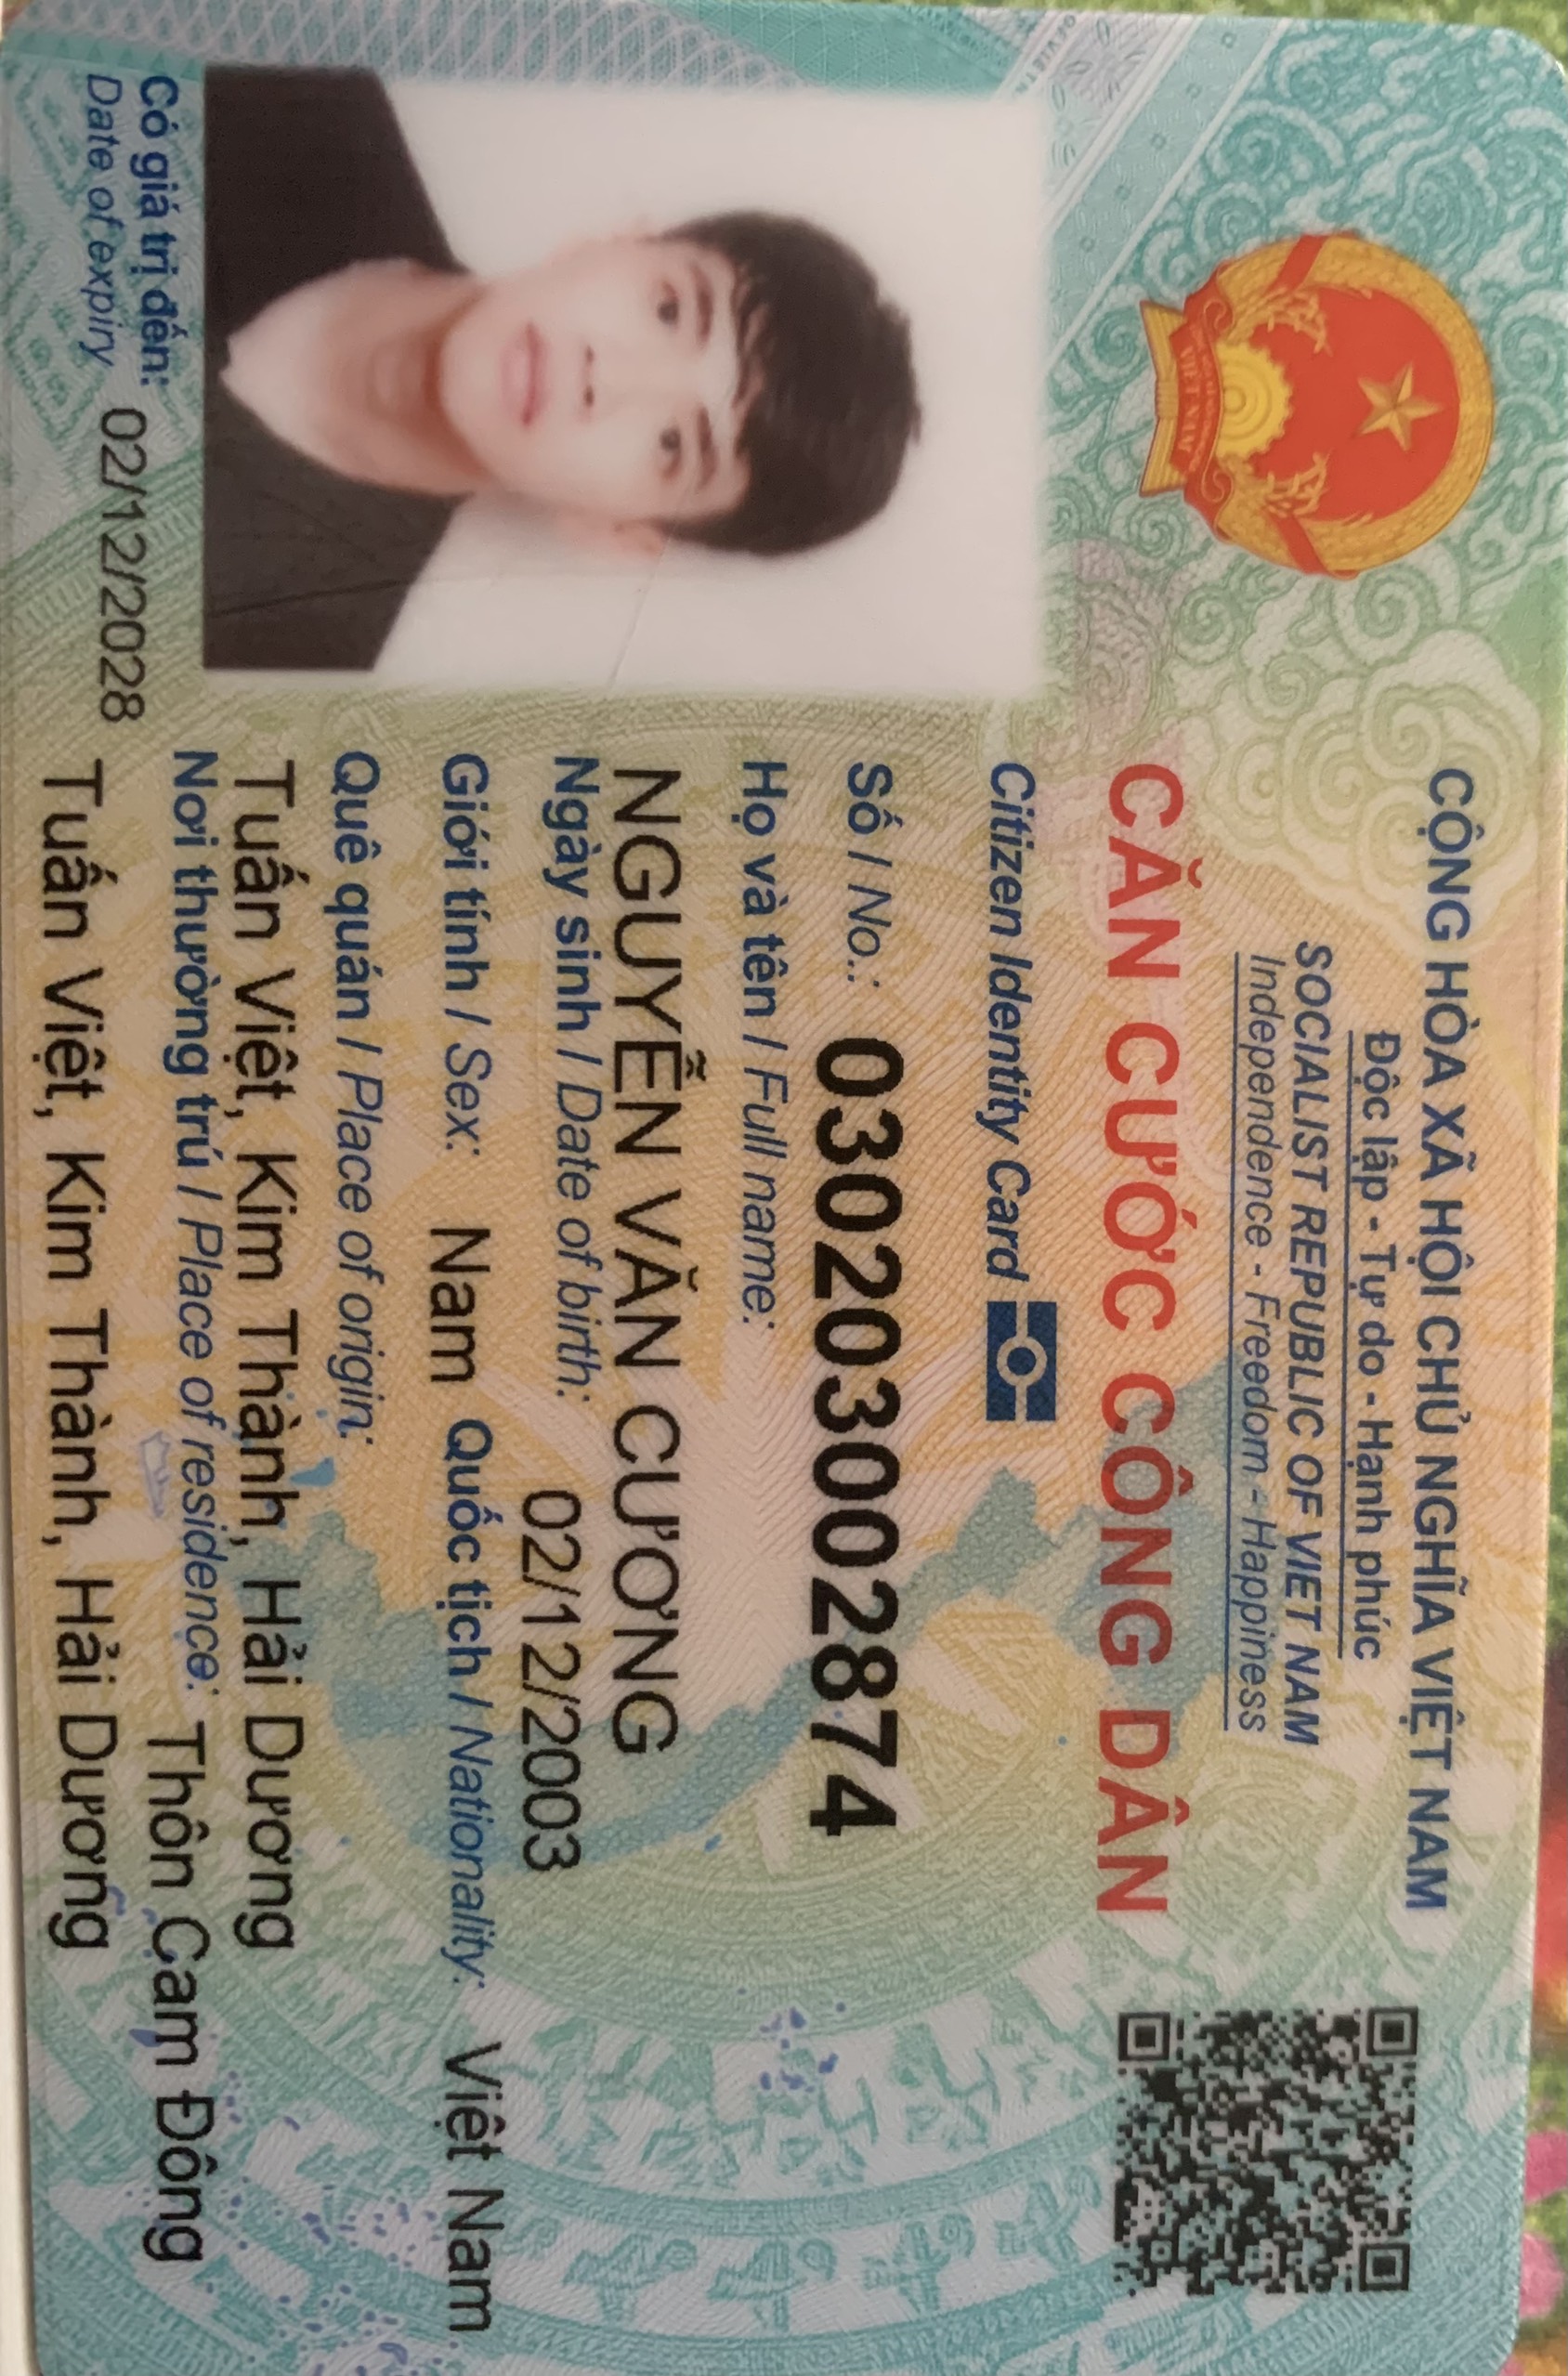 CỘNG HÒA XÃ HỘI CHỦ NGHĨA VIỆT NAM
Độc lập - Tự do - Hạnh phúc
SOCIALIST REPUBLIC OF VIET NAM
Independence - Freedom - Happiness
CĂN CƯỚC CÔNG DÂN
Citizen Identity Card
Số / No.: 030203002874
Họ và tên / Full name:
NGUYỄN VĂN CƯƠNG
Ngày sinh / Date of birth: 02/12/2003
Giới tính / Sex: Nam Quốc tịch / Nationality: Việt Nam
Quê quán / Place of origin:
Tuấn Việt, Kim Thành, Hải Dương
Nơi thường trú / Place of residence: Thôn Cam Đông
Tuấn Việt, Kim Thành, Hải Dương
Có giá trị đến: 02/12/2028
Date of expiry